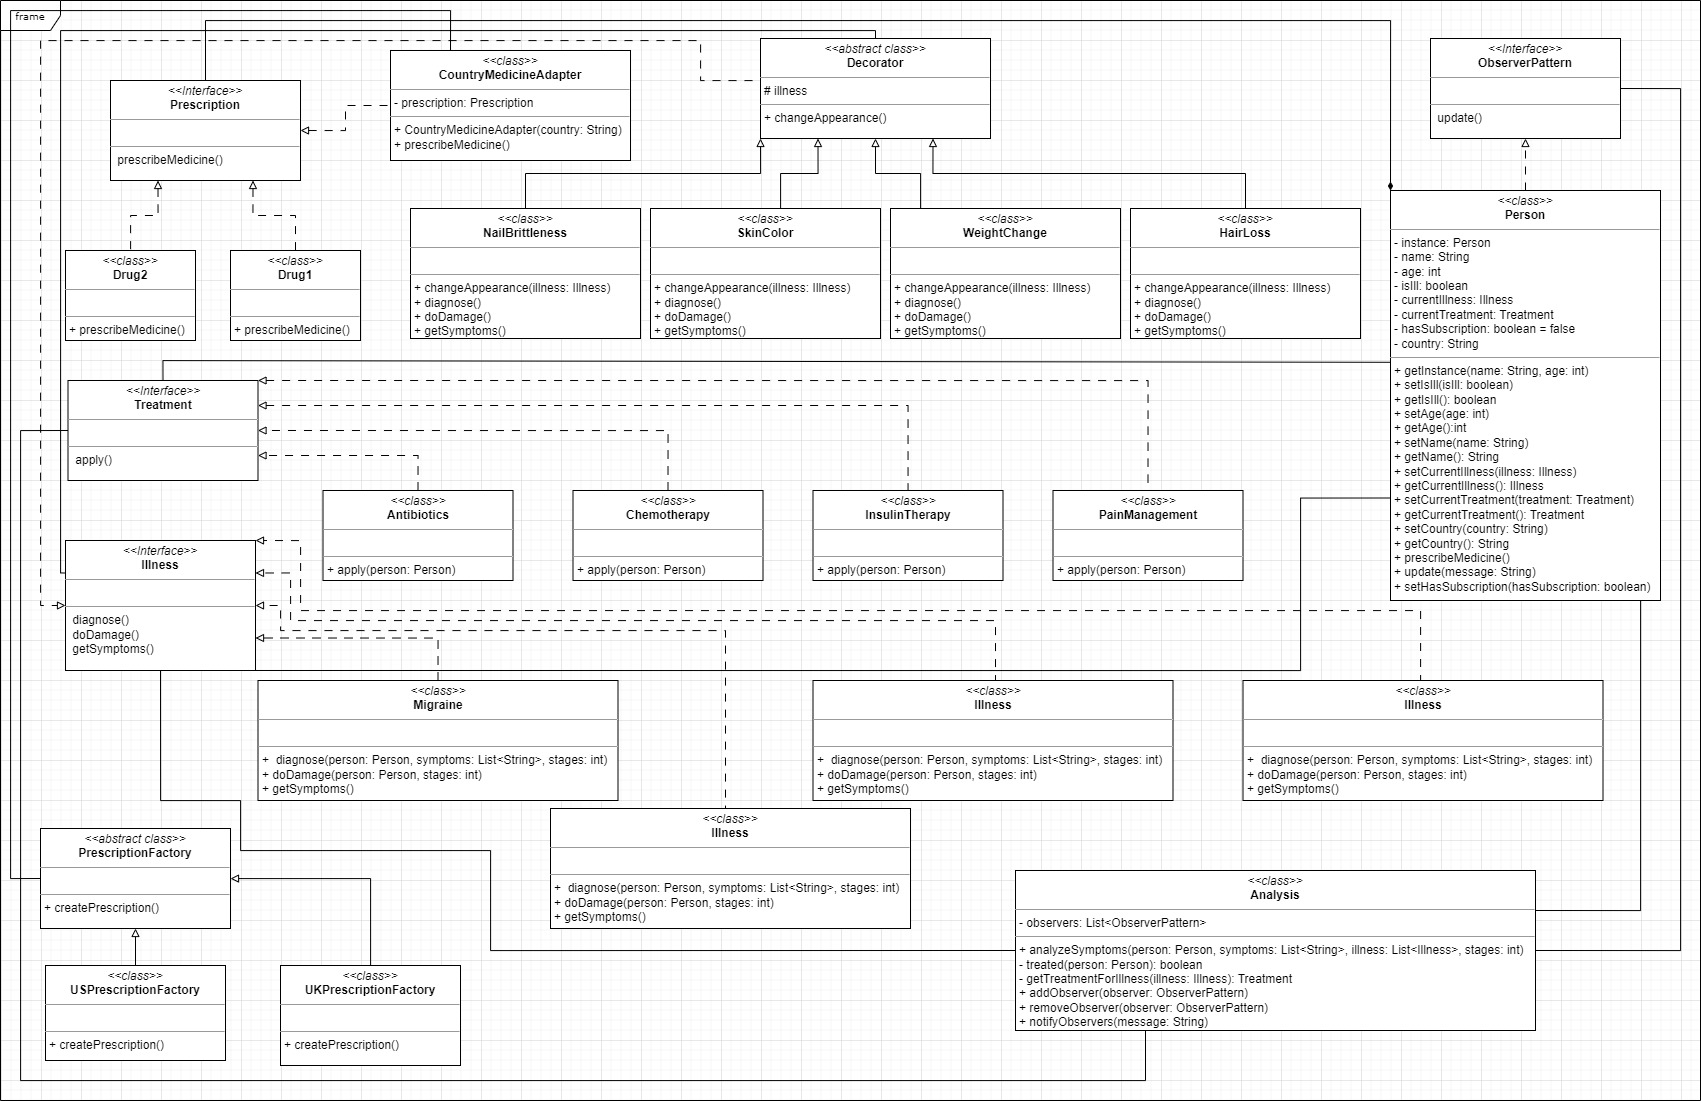 frame
<<Interface>>
Prescription
prescribeMedicine()
<<class>>
CountryMedicineAdapter
- prescription: Prescription
+ CountryMedicineAdapter(country: String)
+ prescribeMedicine()
<<abstract class>>
Decorator
# illness
+ changeAppearance()
<<Interface>>
ObserverPattern
update()
<<class>>
Drug2
+ prescribeMedicine()
<<class>>
Drug1
+ prescribeMedicine()
<<class>>
NailBrittleness
+ changeAppearance(illness: Illness)
+ diagnose()
+ doDamage()
+ getSymptoms()
<<class>>
SkinColor
+ changeAppearance(illness: Illness)
+ diagnose()
+ doDamage()
+ getSymptoms()
<<class>>
WeightChange
+ changeAppearance(illness: Illness)
+ diagnose()
+ doDamage()
+ getSymptoms()
<<class>>
HairLoss
+ changeAppearance(illness: Illness)
+ diagnose()
+ doDamage()
+ getSymptoms()
<<class>>
Person
- instance: Person
- name: String
- age: int
- isIll: boolean
- currentIllness: Illness
- currentTreatment: Treatment
- hasSubscription: boolean = false
- country: String
+ getInstance(name: String, age: int)
+ setIsIll(isIll: boolean)
+ getIsIll(): boolean
+ setAge(age: int)
+ getAge():int
+ setName(name: String)
+ getName(): String
+ setCurrentIllness(illness: Illness)
+ getCurrentIllness(): Illness
+ setCurrentTreatment(treatment: Treatment)
+ getCurrentTreatment(): Treatment
+ setCountry(country: String)
+ getCountry(): String
+ prescribeMedicine()
+ update(message: String)
+ setHasSubscription(hasSubscription: boolean)
<<Interface>>
Treatment
apply()
<<class>>
Antibiotics
+ apply(person: Person)
<<class>>
Chemotherapy
+ apply(person: Person)
<<class>>
InsulinTherapy
+ apply(person: Person)
<<class>>
PainManagement
+ apply(person: Person)
<<Interface>>
Illness
diagnose()
doDamage()
getSymptoms()
<<class>>
Migraine
+  diagnose(person: Person, symptoms: List<String>, stages: int)
+ doDamage(person: Person, stages: int)
+ getSymptoms()
<<class>>
Illness
+  diagnose(person: Person, symptoms: List<String>, stages: int)
+ doDamage(person: Person, stages: int)
+ getSymptoms()
<<class>>
Illness
+  diagnose(person: Person, symptoms: List<String>, stages: int)
+ doDamage(person: Person, stages: int)
+ getSymptoms()
<<class>>
Illness
+  diagnose(person: Person, symptoms: List<String>, stages: int)
+ doDamage(person: Person, stages: int)
+ getSymptoms()
<<abstract class>>
PrescriptionFactory
+ createPrescription()
<<class>>
USPrescriptionFactory
+ createPrescription()
<<class>>
UKPrescriptionFactory
+ createPrescription()
<<class>>
Analysis
- observers: List<ObserverPattern>
+ analyzeSymptoms(person: Person, symptoms: List<String>, illness: List<Illness>, stages: int)
- treated(person: Person): boolean
- getTreatmentForIllness(illness: Illness): Treatment
+ addObserver(observer: ObserverPattern)
+ removeObserver(observer: ObserverPattern)
+ notifyObservers(message: String)